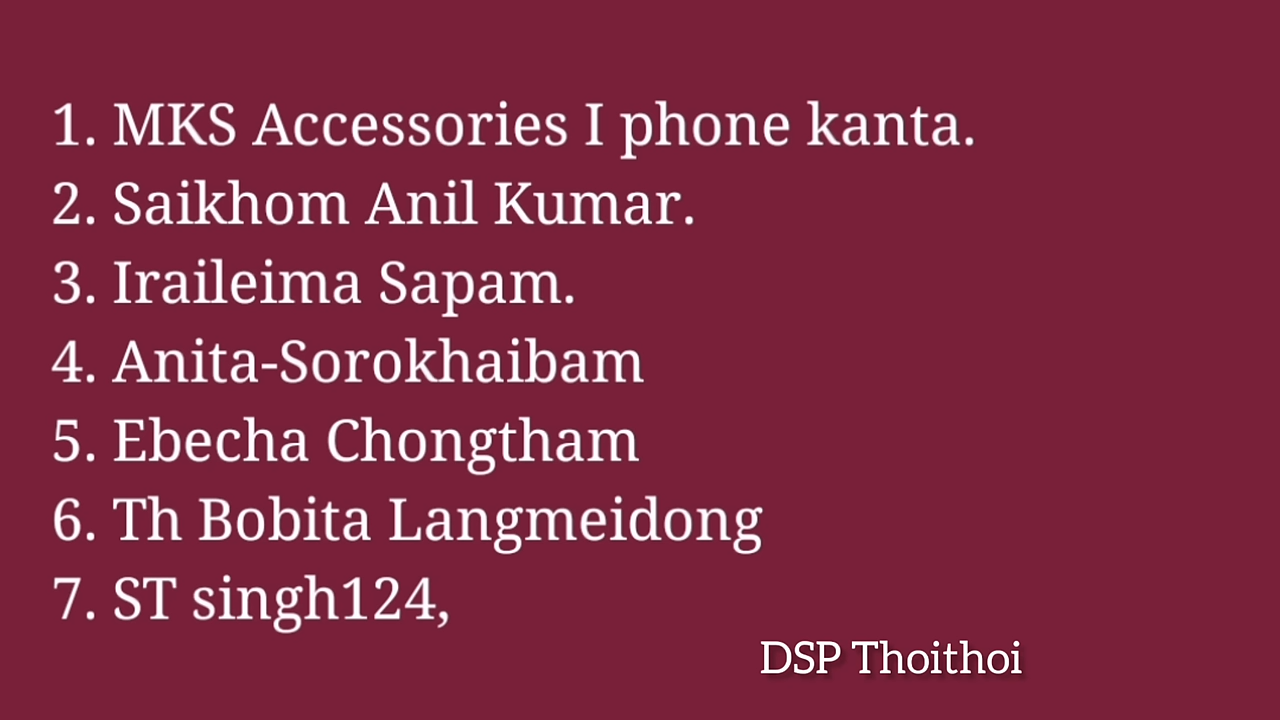 1. MKS Accessories I phone kanta.
2. Saikhom Anil Kumar.
3. Iraileima Sapam.
4. Anita-Sorokhaibam
5. Ebecha Chongtham
6. Th Bobita Langmeidong
7. ST singh124,
DSP Thoithoi